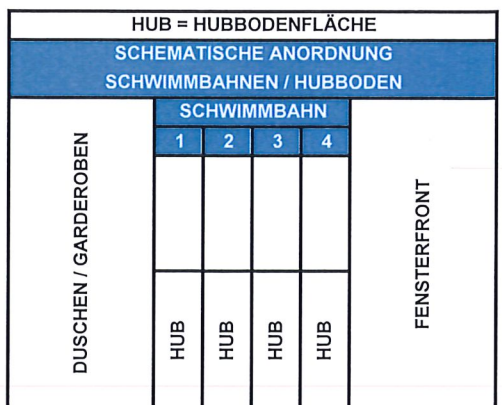 HUB = HUBBODENFLÄCHE
SCHEMATISCHE ANORDNUNG
SCHWIMMBAHNEN / HUBBODEN
SCHWIMMBAHN
1 2 3 4
DUSCHEN / GARDEROBEN
HUB HUB HUB HUB
FENSTERFRONT